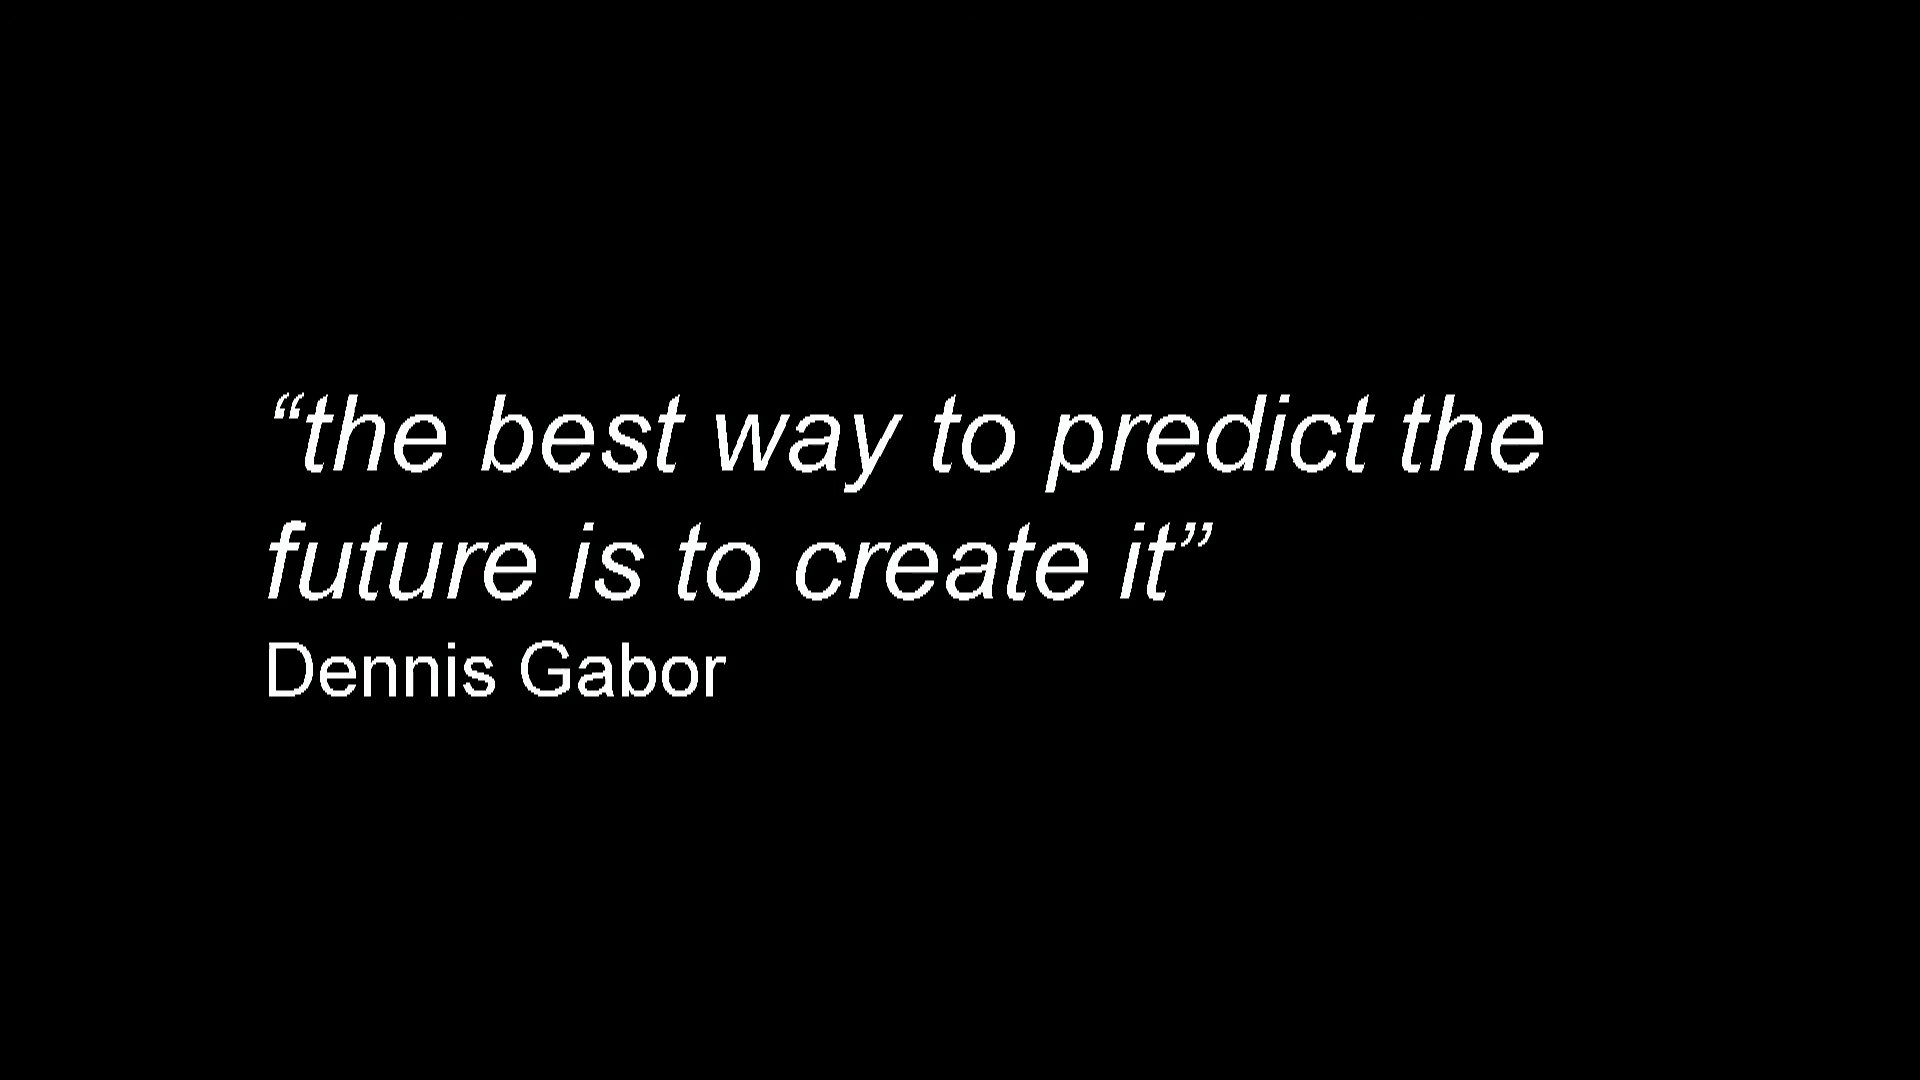 “the best way to predict the
future is to create it”
Dennis Gabor